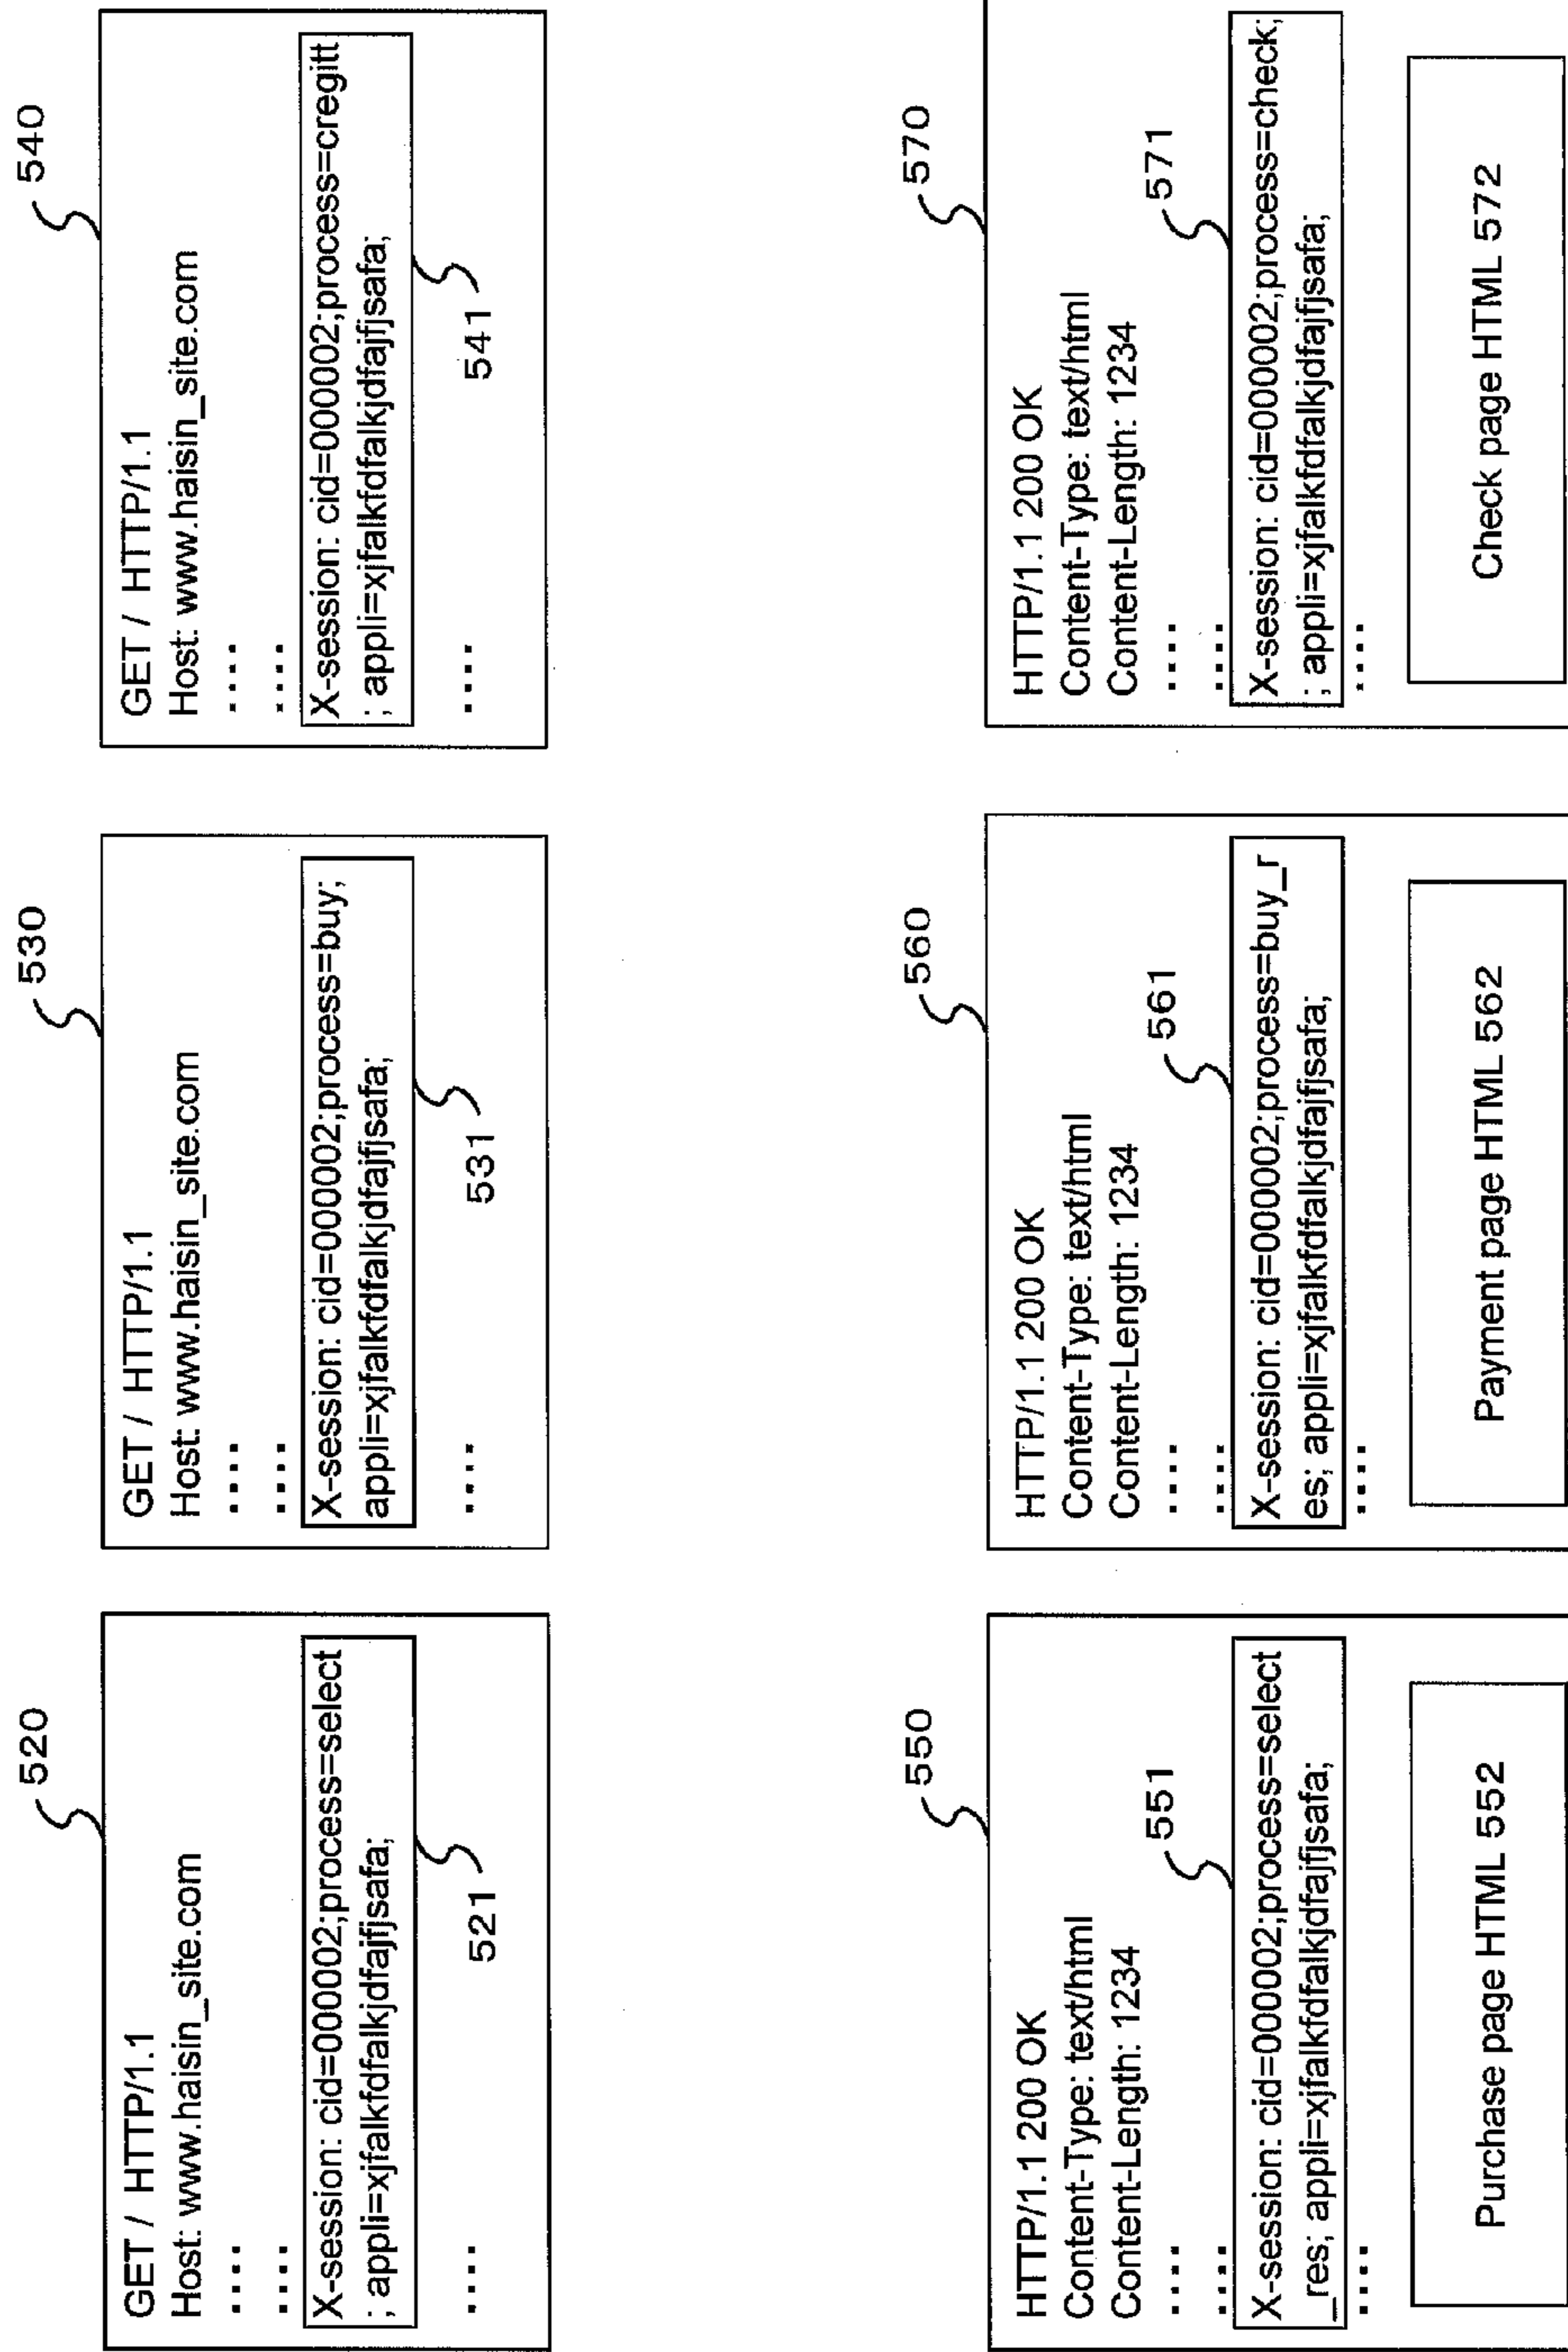 520
GET / HTTP/1.1
Host: www.haisin_site.com
....
....
X-session: cid=000002;process=select
; appli=xjfalkfdfalkjdfajfjsafa;
521
....
530
GET / HTTP/1.1
Host: www.haisin_site.com
....
....
X-session: cid=000002;process=buy;
appli=xjfalkfdfalkjdfajfjsafa;
531
....
540
GET / HTTP/1.1
Host: www.haisin_site.com
....
....
X-session: cid=000002;process=cregitt
; appli=xjfalkfdfalkjdfajfjsafa;
541
....
550
HTTP/1.1 200 OK
Content-Type: text/html
Content-Length: 1234
....
551
....
X-session: cid=000002;process=select
_res; appli=xjfalkfdfalkjdfajfjsafa;
....
Purchase page HTML 552
560
HTTP/1.1 200 OK
Content-Type: text/html
Content-Length: 1234
....
561
....
X-session: cid=000002;process=buy_r
es; appli=xjfalkfdfalkjdfajfjsafa;
....
Payment page HTML 562
570
HTTP/1.1 200 OK
Content-Type: text/html
Content-Length: 1234
....
571
....
X-session: cid=000002;process=check;
; appli=xjfalkfdfalkjdfajfjsafa;
....
Check page HTML 572